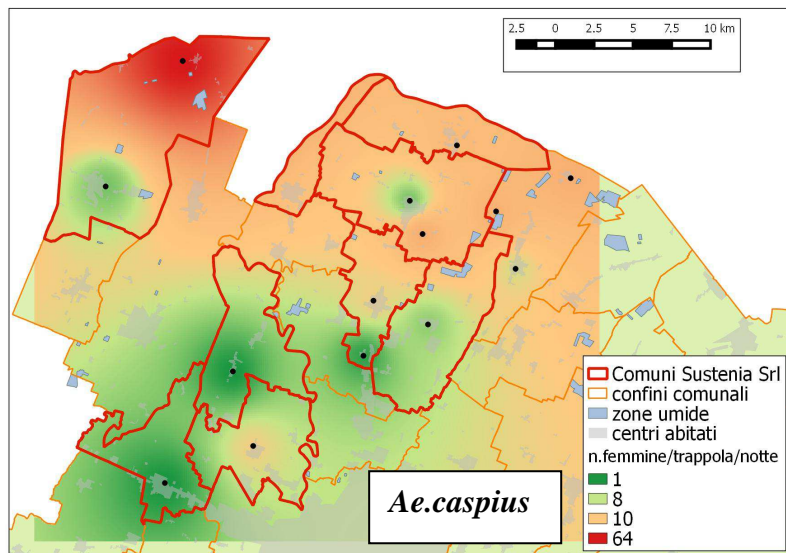 2.5 0 2.5 5 7.5 10 km
Comuni Sustenia Srl
confini comunali
zone umide
centri abitati
n.femmine/trappola/notte
1
8
10
64
Ae.caspius